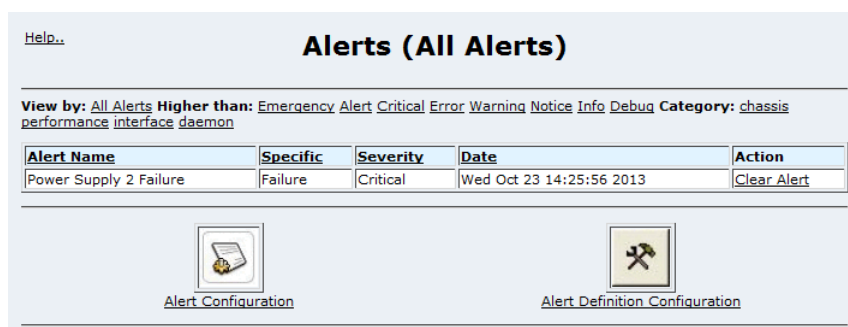 Help..
Alerts (All Alerts)
View by: All Alerts Higher than: Emergency Alert Critical Error Warning Notice Info Debug Category: chassis
performance interface daemon
Alert Name Specific Severity Date Action
Power Supply 2 Failure Failure Critical Wed Oct 23 14:25:56 2013 Clear Alert
Alert Configuration Alert Definition Configuration